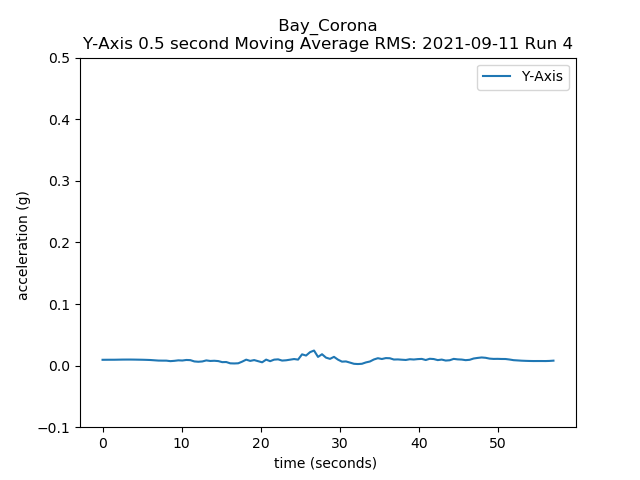 Bay_Corona
Y-Axis 0.5 second Moving Average RMS: 2021-09-11 Run 4
Y-Axis
0.5
0.4
0.3
0.2
0.1
0.0
−0.1
acceleration (g)
0 10 20 30 40 50
time (seconds)